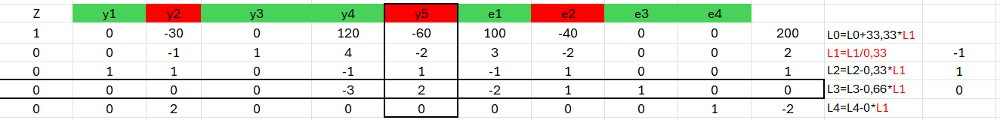 Z y1 y2 y3 y4 y5 e1 e2 e3 e4
1 0 -30 0 120 -60 100 -40 0 0 200 L0=L0+33,33*L1
0 0 -1 1 4 -2 3 -2 0 0 2 L1=L1/0,33 -1
0 1 1 0 -1 1 -1 1 0 0 1 L2=L2-0,33*L1 1
0 0 0 0 -3 2 -2 1 1 0 0 L3=L3-0,66*L1 0
0 0 2 0 0 0 0 0 0 1 -2 L4=L4-0*L1